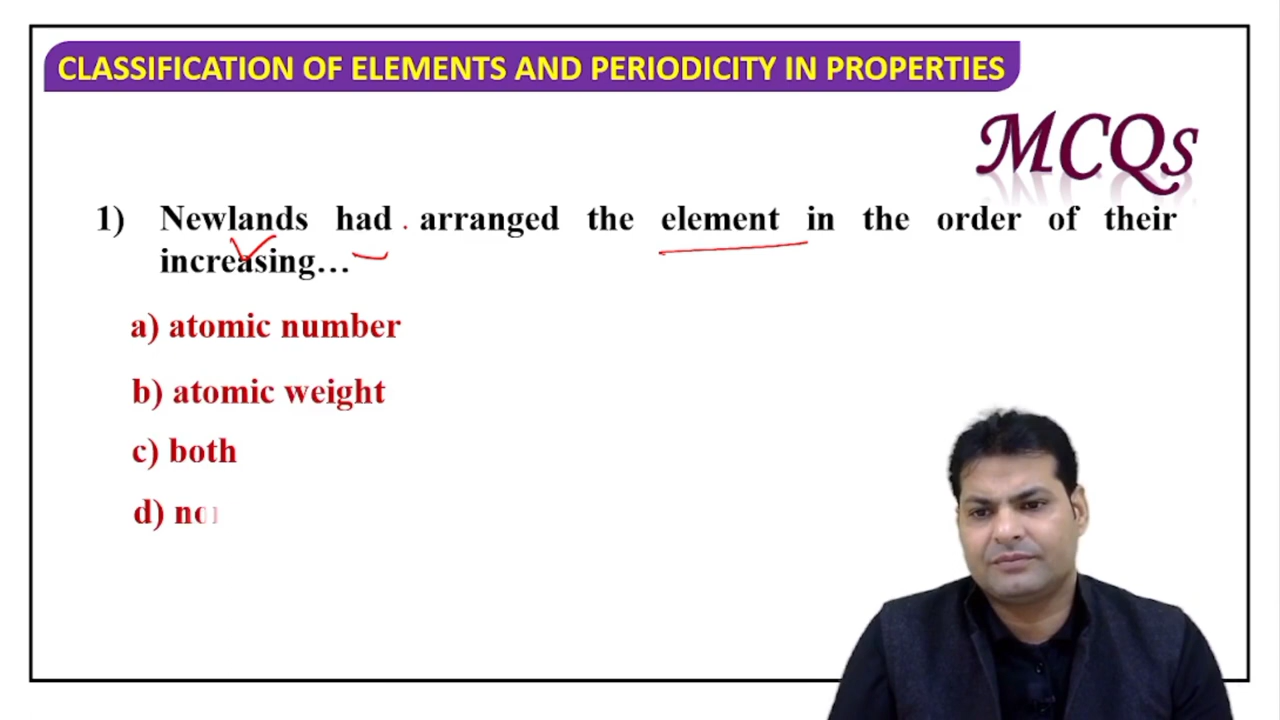 CLASSIFICATION OF ELEMENTS AND PERIODICITY IN PROPERTIES
MCQs
1) Newlands had arranged the element in the order of their
increasing...
a) atomic number
b) atomic weight
c) both
d)